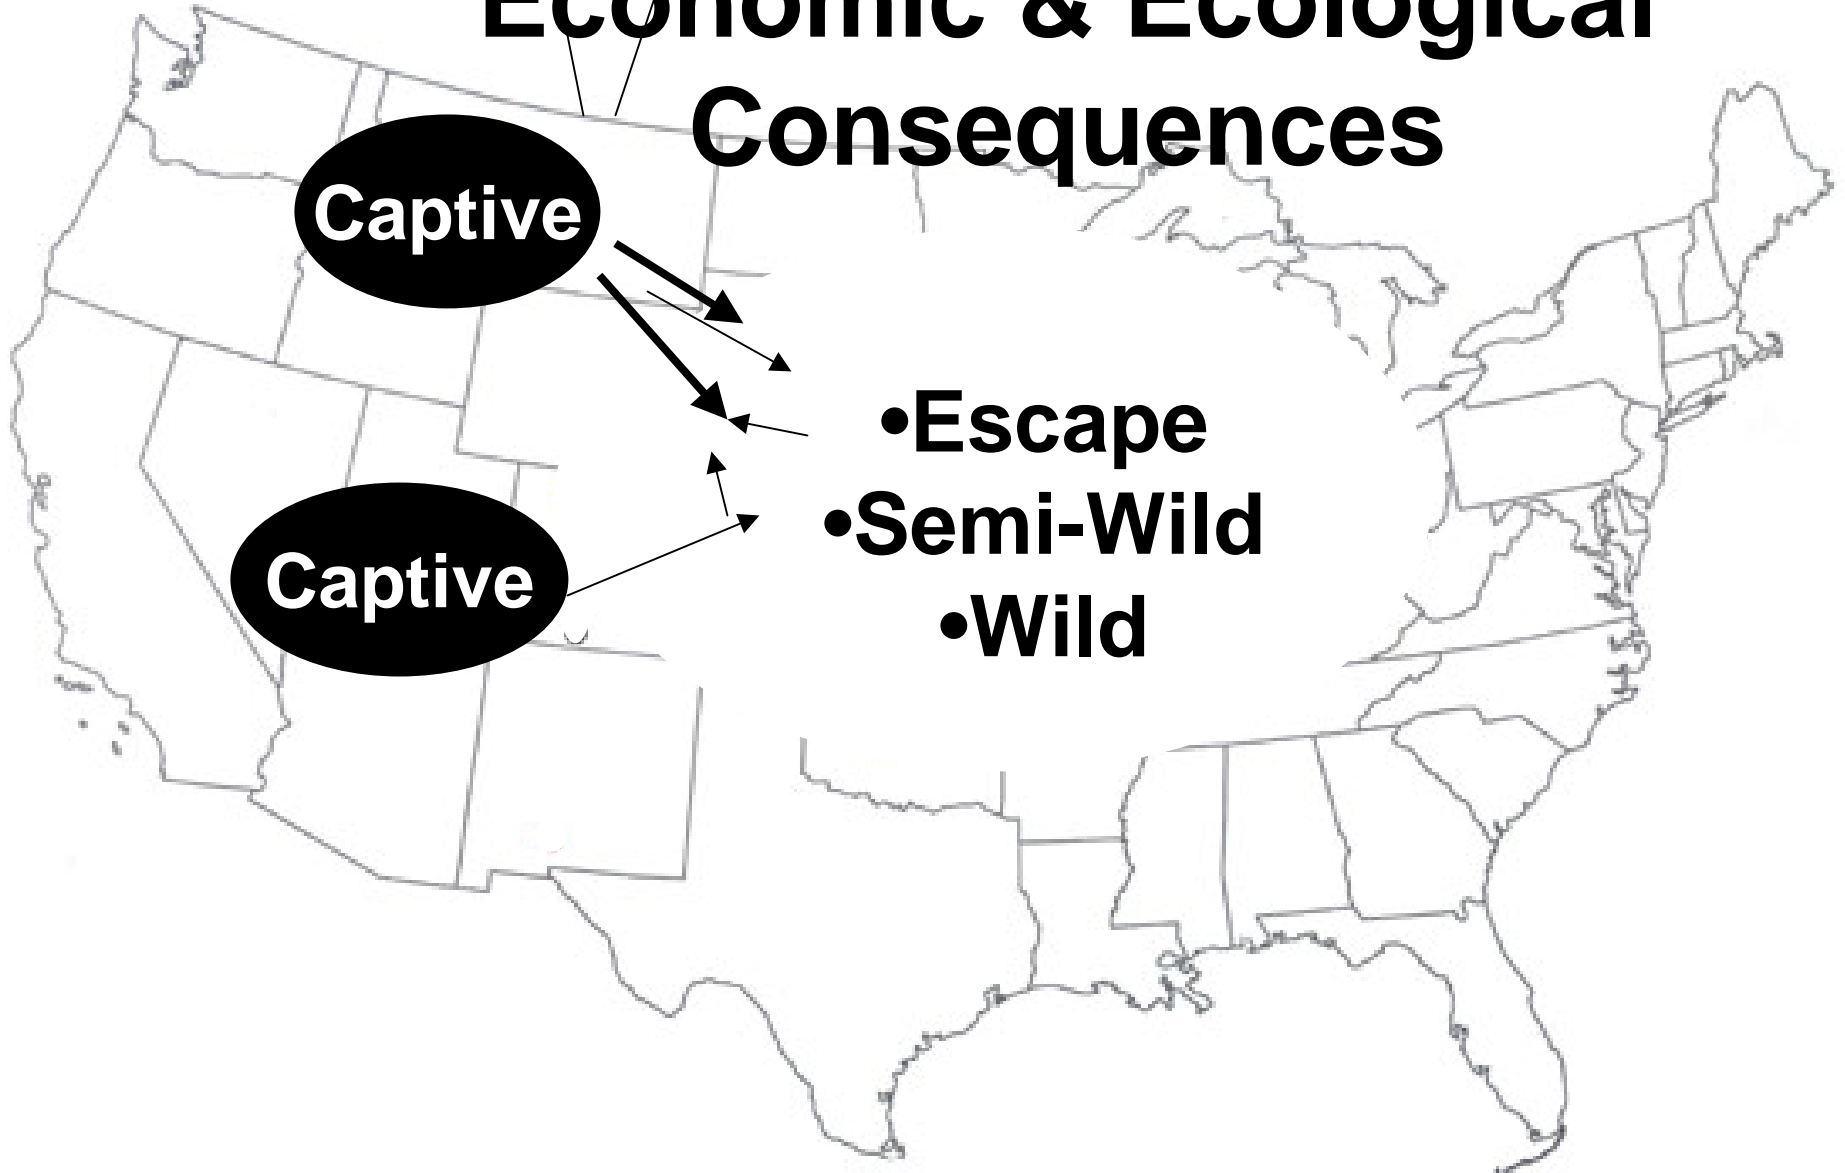 Economic & Ecological
Consequences
Captive
•Escape
•Semi-Wild
Captive
•Wild